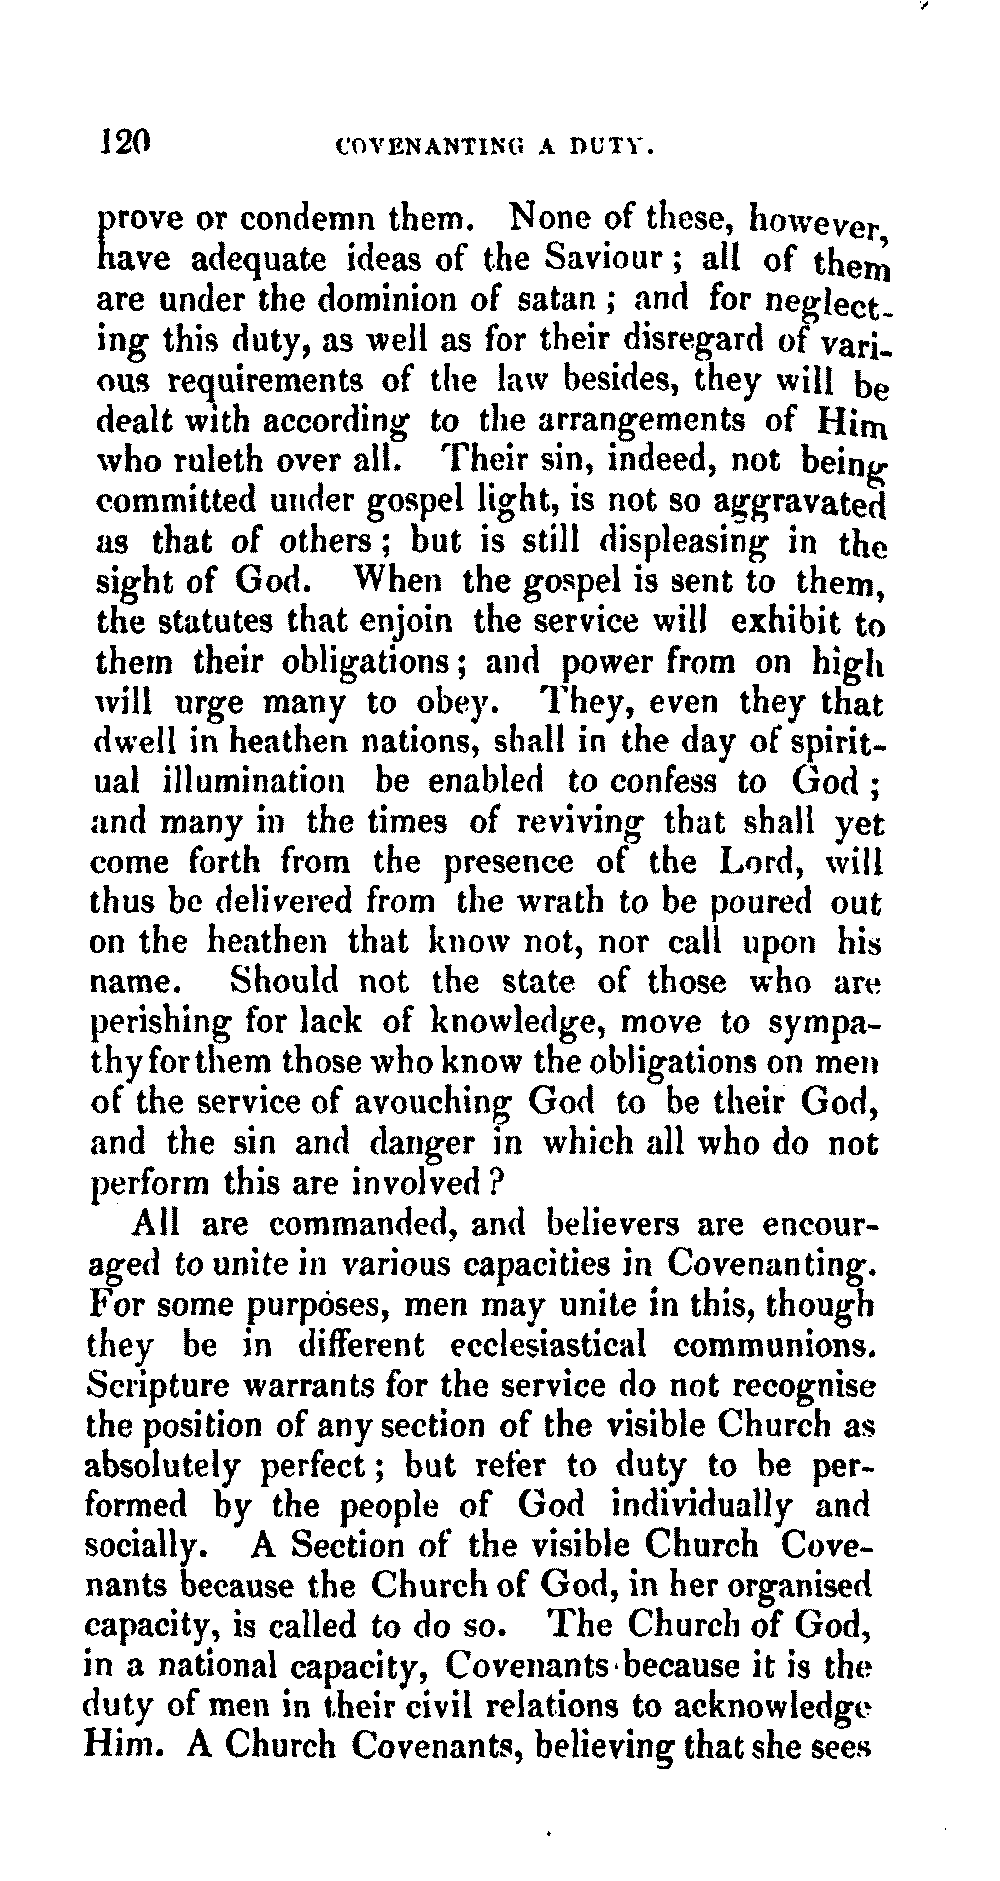 120 COVENANTING A DUTY.
prove or condemn them. None of these, however,
have adequate ideas of the Saviour ; all of them
are under the dominion of satan ; and for neglect-
ing this duty, as well as for their disregard of vari-
ous requirements of the law besides, they will be
dealt with according to the arrangements of Him
who ruleth over all. Their sin, indeed, not being
committed under gospel light, is not so aggravated
as that of others ; but is still displeasing in the
sight of God. When the gospel is sent to them,
the statutes that enjoin the service will exhibit to
them their obligations ; and power from on high
will urge many to obey. They, even they that
dwell in heathen nations, shall in the day of spirit-
ual illumination be enabled to confess to God ;
and many in the times of reviving that shall yet
come forth from the presence of the Lord, will
thus be delivered from the wrath to be poured out
on the heathen that know not, nor call upon his
name. Should not the state of those who are
perishing for lack of knowledge, move to sympa-
thy for them those who know the obligations on men
of the service of avouching God to be their God,
and the sin and danger in which all who do not
perform this are involved ?
All are commanded, and believers are encour-
aged to unite in various capacities in Covenanting.
For some purposes, men may unite in this, though
they be in different ecclesiastical communions.
Scripture warrants for the service do not recognise
the position of any section of the visible Church as
absolutely perfect ; but refer to duty to be per-
formed by the people of God individually and
socially. A Section of the visible Church Cove-
nants because the Church of God, in her organised
capacity, is called to do so. The Church of God,
in a national capacity, Covenants because it is the
duty of men in their civil relations to acknowledge
Him. A Church Covenants, believing that she sees